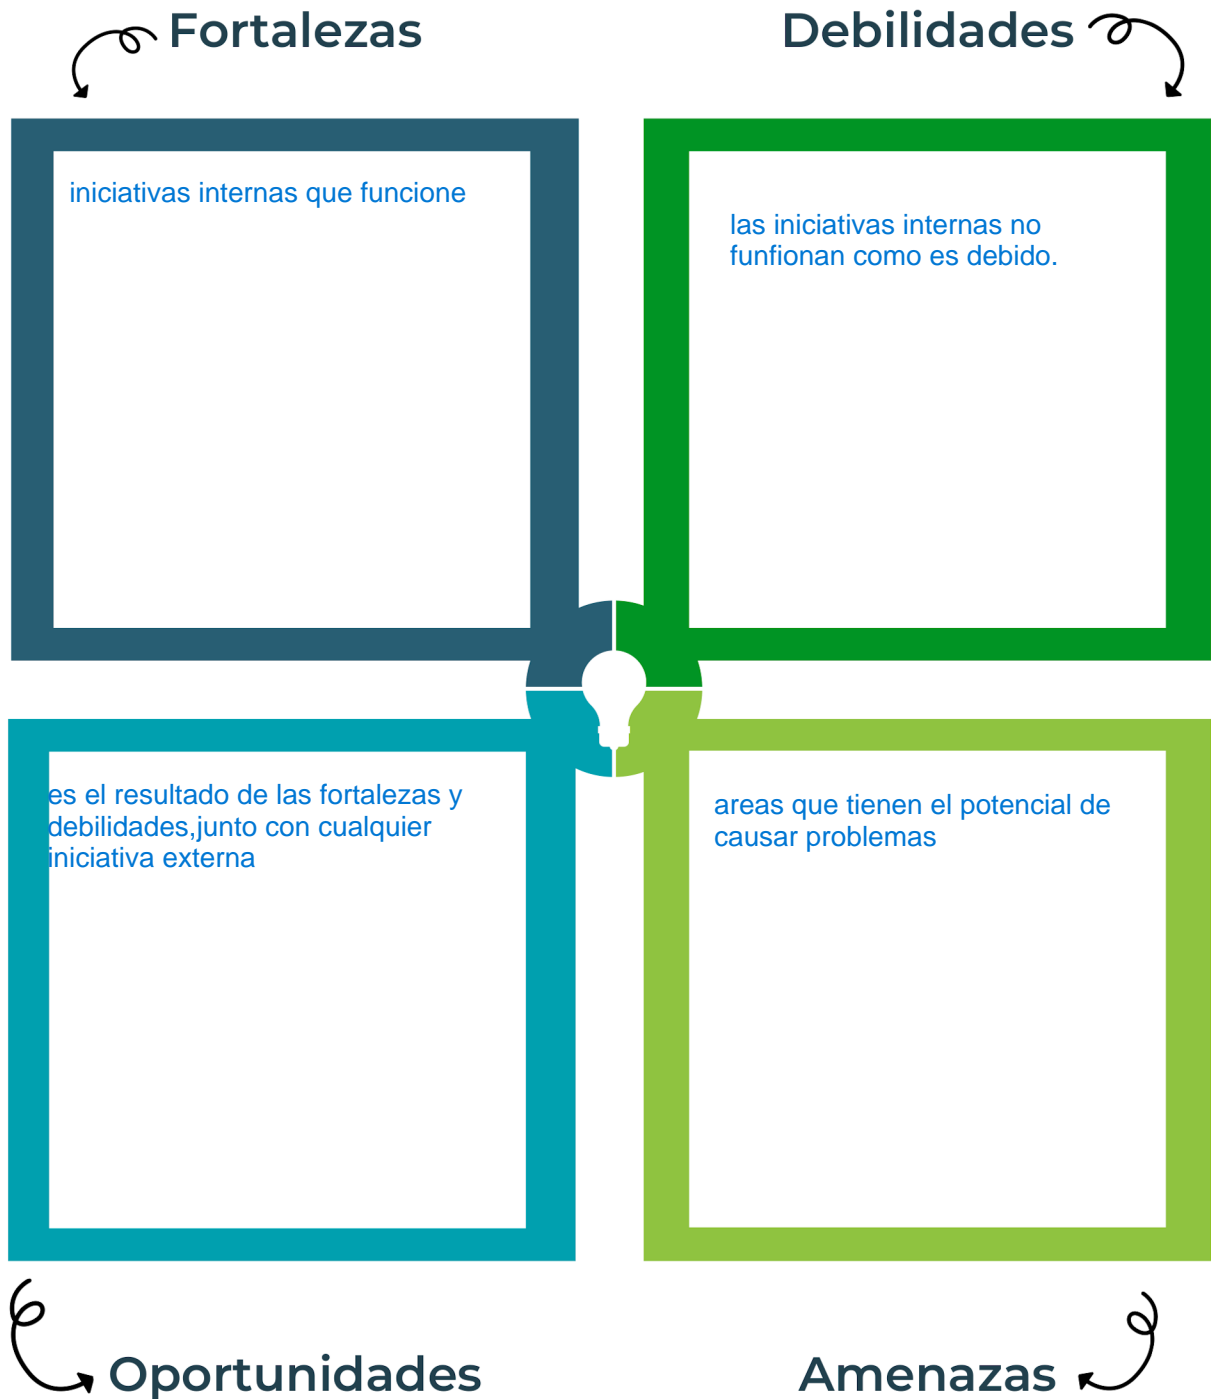 Fortalezas
Debilidades
iniciativas internas que funcione
las iniciativas internas no
funfionan como es debido.
es el resultado de las fortalezas y
debilidades,junto con cualquier
iniciativa externa
areas que tienen el potencial de
causar problemas
Oportunidades
Amenazas